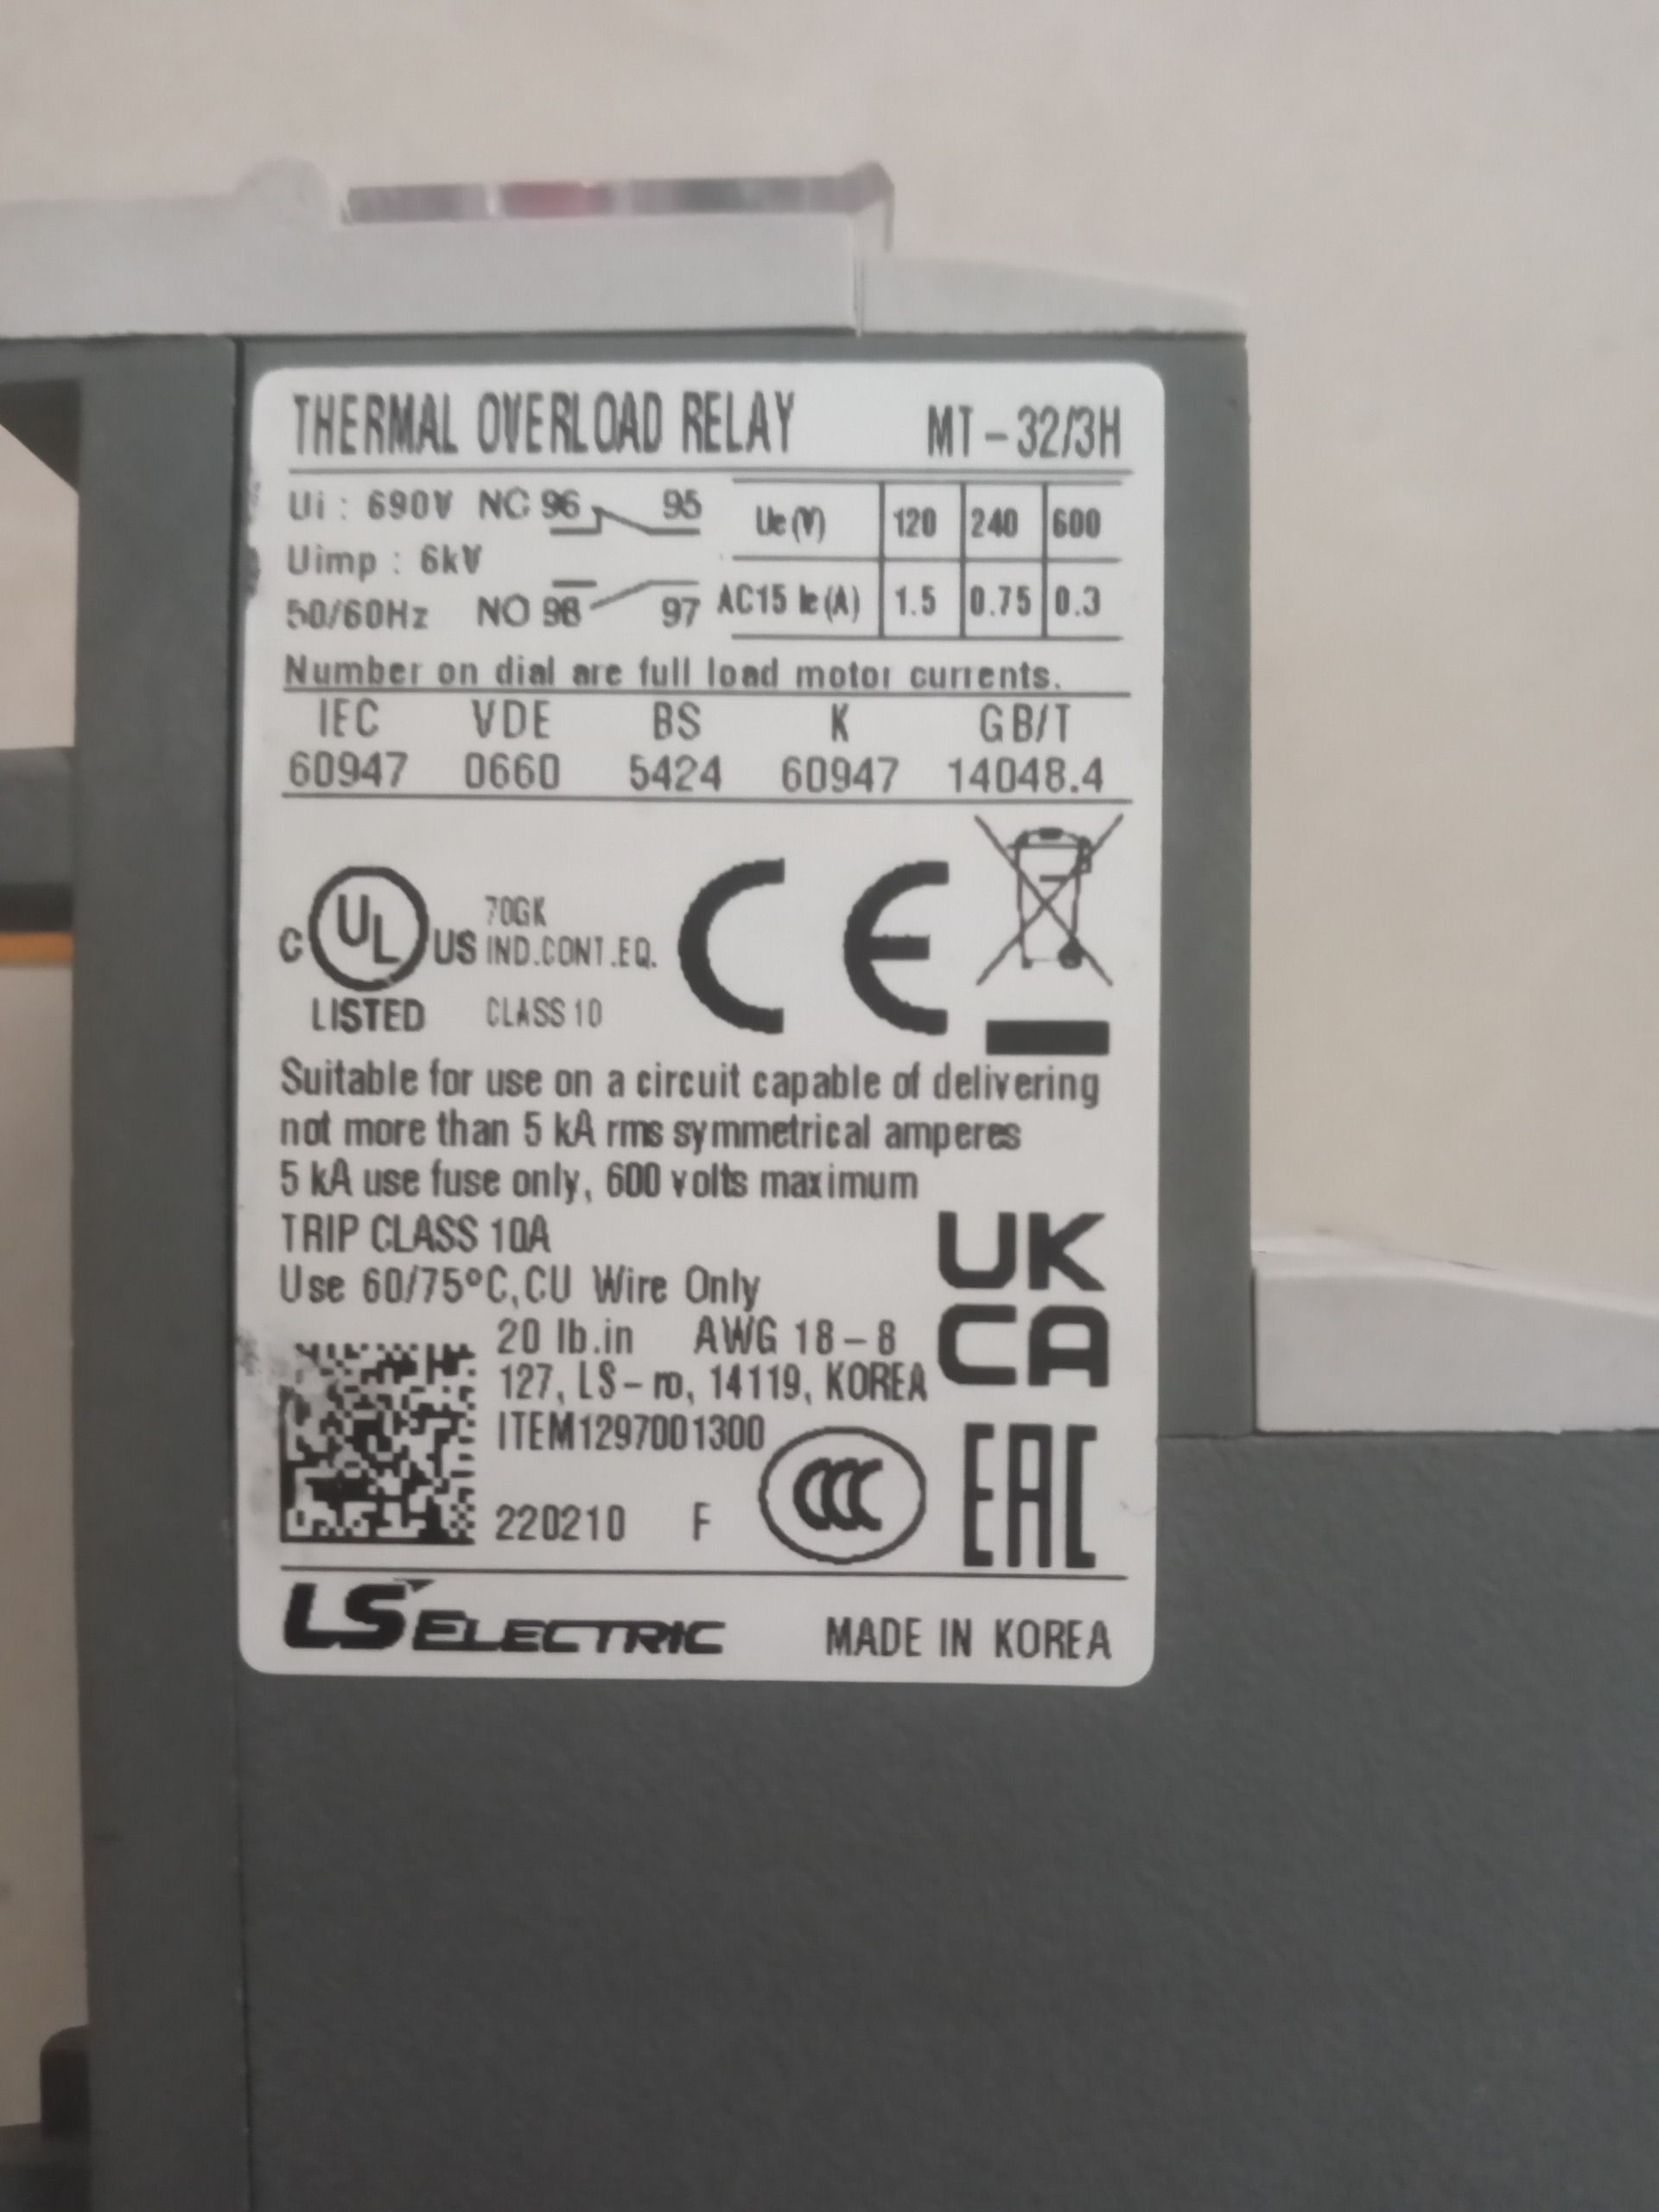 THERMAL OVERLOAD RELAY MT-32/3H
Ui : 690V NC 96 95
Uimp : 6kV
50/60Hz NO 98 97
Ue(V) 120 240 600
AC15 Ie(A) 1.5 0.75 0.3
Number on dial are full load motor currents.
IEC VDE BS K GB/T
60947 0660 5424 60947 14048.4
C UL US LISTED
70GK
IND.CONT.EQ.
CLASS 10
CE
Suitable for use on a circuit capable of delivering
not more than 5 kA rms symmetrical amperes
5 kA use fuse only, 600 volts maximum
TRIP CLASS 10A
Use 60/75°C,CU Wire Only
20 lb.in AWG 18-8
127, LS-ro, 14119, KOREA
ITEM1297001300
220210 F
UK
CA
CCC
EAC
LS ELECTRIC MADE IN KOREA